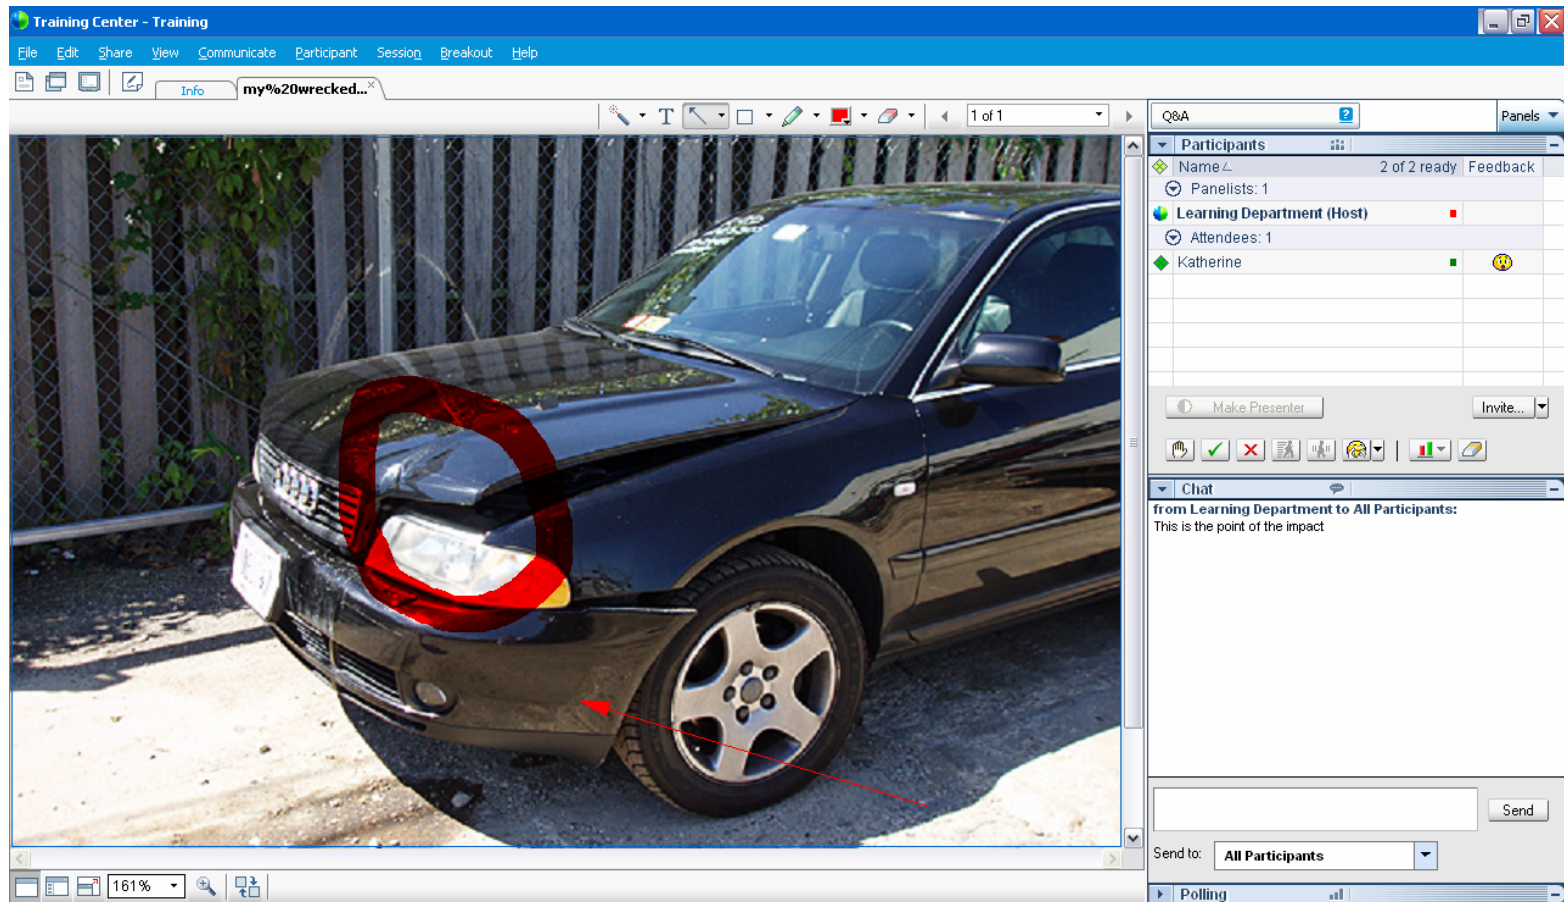 Training Center - Training
File Edit Share View Communicate Participant Session Breakout Help
Info my%20wrecked...
T 1 of 1
Q&A ? Panels
Participants
Name 2 of 2 ready Feedback
Panelists: 1
Learning Department (Host)
Attendees: 1
Katherine
Make Presenter Invite...
Chat
from Learning Department to All Participants:
This is the point of the impact
Send
Send to: All Participants
161%
Polling